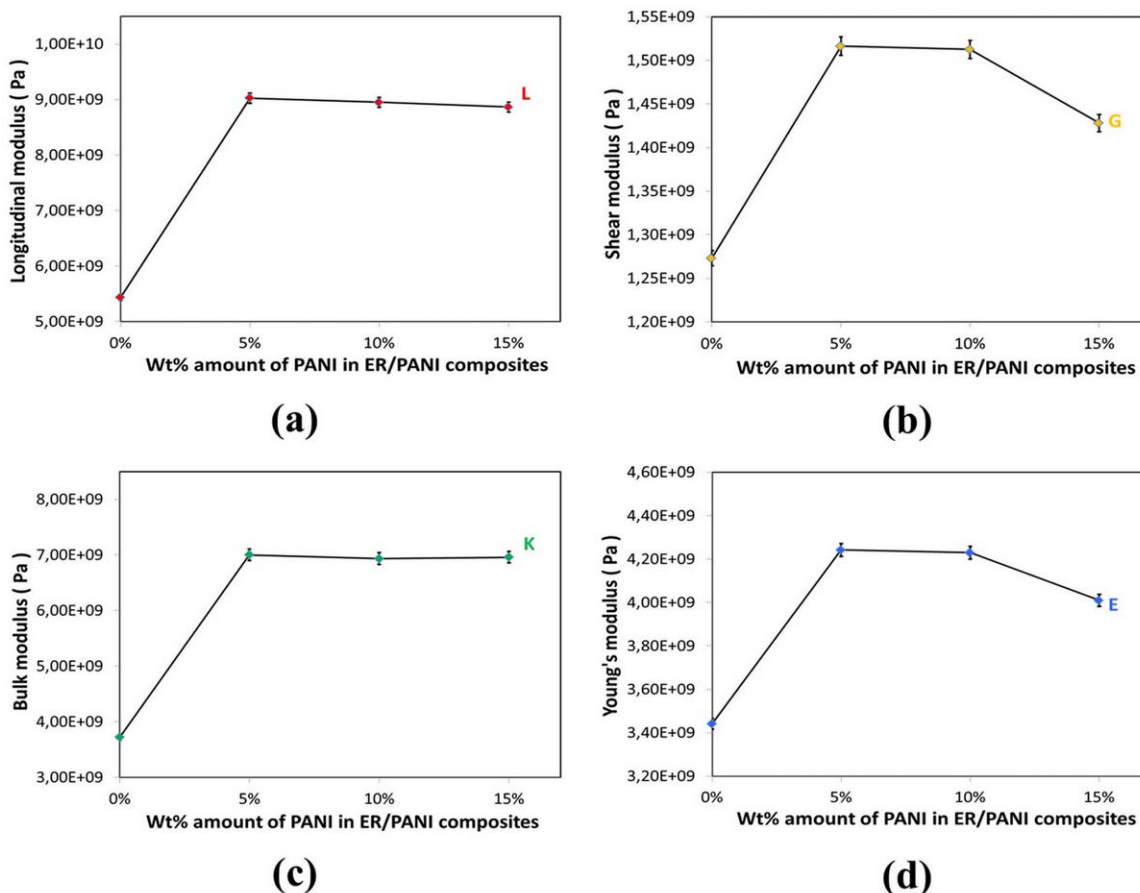 1,00E+10
9,00E+09
8,00E+09
7,00E+09
6,00E+09
5,00E+09
Longitudinal modulus ( Pa)
L
0% 5% 10% 15%
Wt% amount of PANI in ER/PANI composites
(a)
1,55E+09
1,50E+09
1,45E+09
1,40E+09
1,35E+09
1,30E+09
1,25E+09
1,20E+09
Shear modulus ( Pa)
G
0% 5% 10% 15%
Wt% amount of PANI in ER/PANI composites
(b)
8,00E+09
7,00E+09
6,00E+09
5,00E+09
4,00E+09
3,00E+09
Bulk modulus ( Pa)
K
0% 5% 10% 15%
Wt% amount of PANI in ER/PANI composites
(c)
4,60E+09
4,40E+09
4,20E+09
4,00E+09
3,80E+09
3,60E+09
3,40E+09
3,20E+09
Young's modulus ( Pa)
E
0% 5% 10% 15%
Wt% amount of PANI in ER/PANI composites
(d)